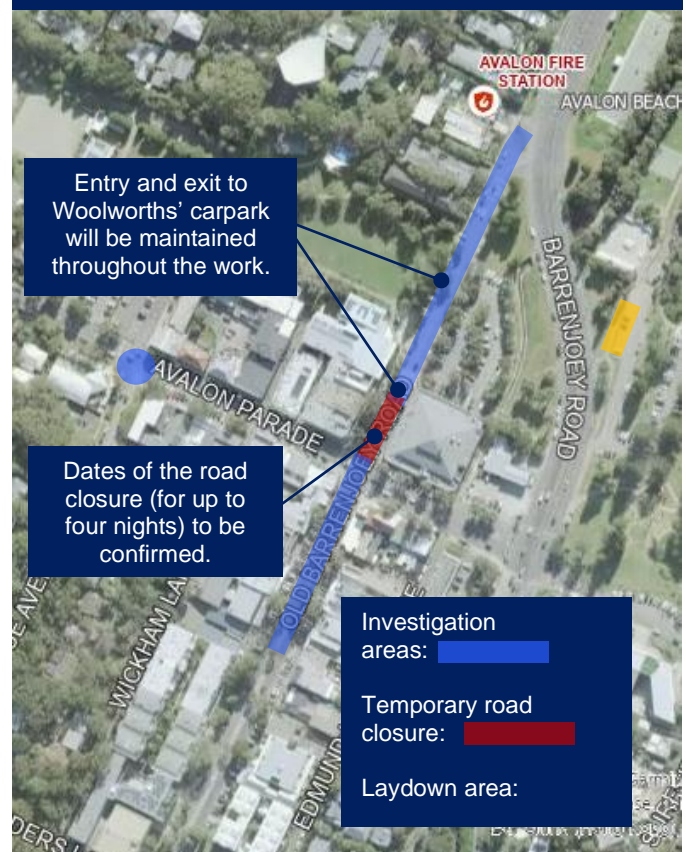 AVALON FIRE
STATION
AVALON BEACH
Entry and exit to
Woolworths' carpark
will be maintained
throughout the work.
BARRENJOEY ROAD
AVALON PARADE
OLD BARRENJOEY ROAD
Dates of the road
closure (for up to
four nights) to be
confirmed.
WICKHAM LA
EDMUND
Investigation
areas:
Temporary road
closure:
Laydown area:
DERS